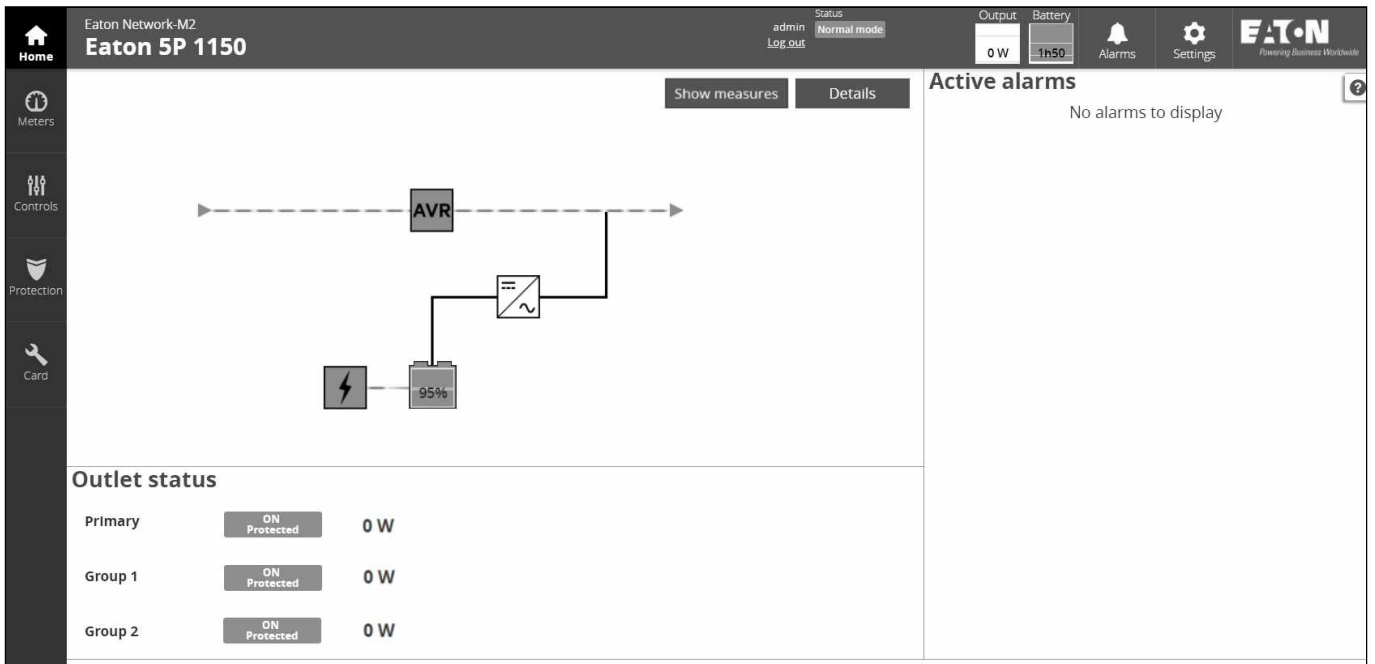 Eaton Network-M2
Eaton 5P 1150
admin
Log out
Status
Normal mode
Output
0 W
Battery
1h50
Alarms
Settings
EATON
Powering Business Worldwide
Home
Meters
Controls
Protection
Card
Show measures
Details
AVR
95%
Active alarms
?
No alarms to display
Outlet status
Primary ON Protected 0 W
Group 1 ON Protected 0 W
Group 2 ON Protected 0 W